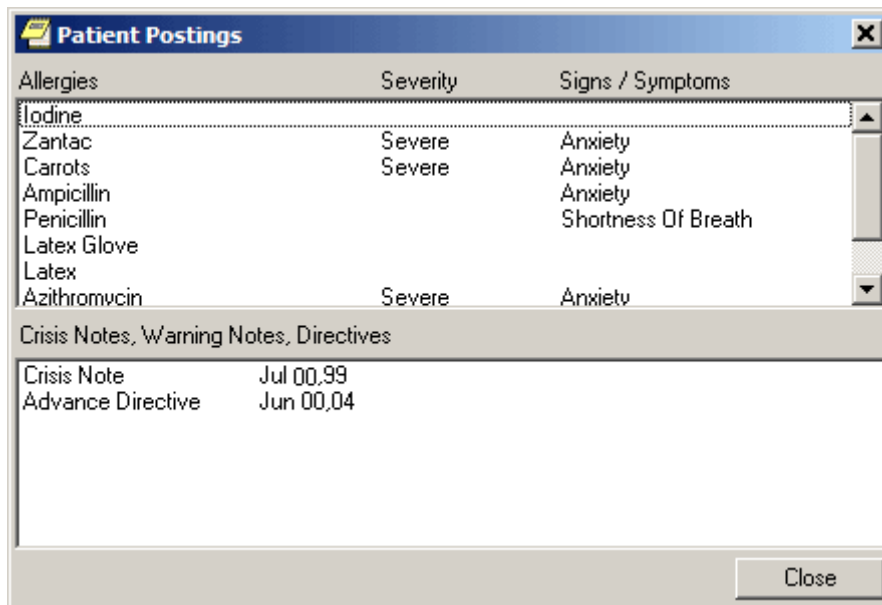 Patient Postings
Allergies Severity Signs / Symptoms
Iodine
Zantac Severe Anxiety
Carrots Severe Anxiety
Ampicillin Anxiety
Penicillin Shortness Of Breath
Latex Glove
Latex
Azithromycin Severe Anxiety
Crisis Notes, Warning Notes, Directives
Crisis Note Jul 00,99
Advance Directive Jun 00,04
Close